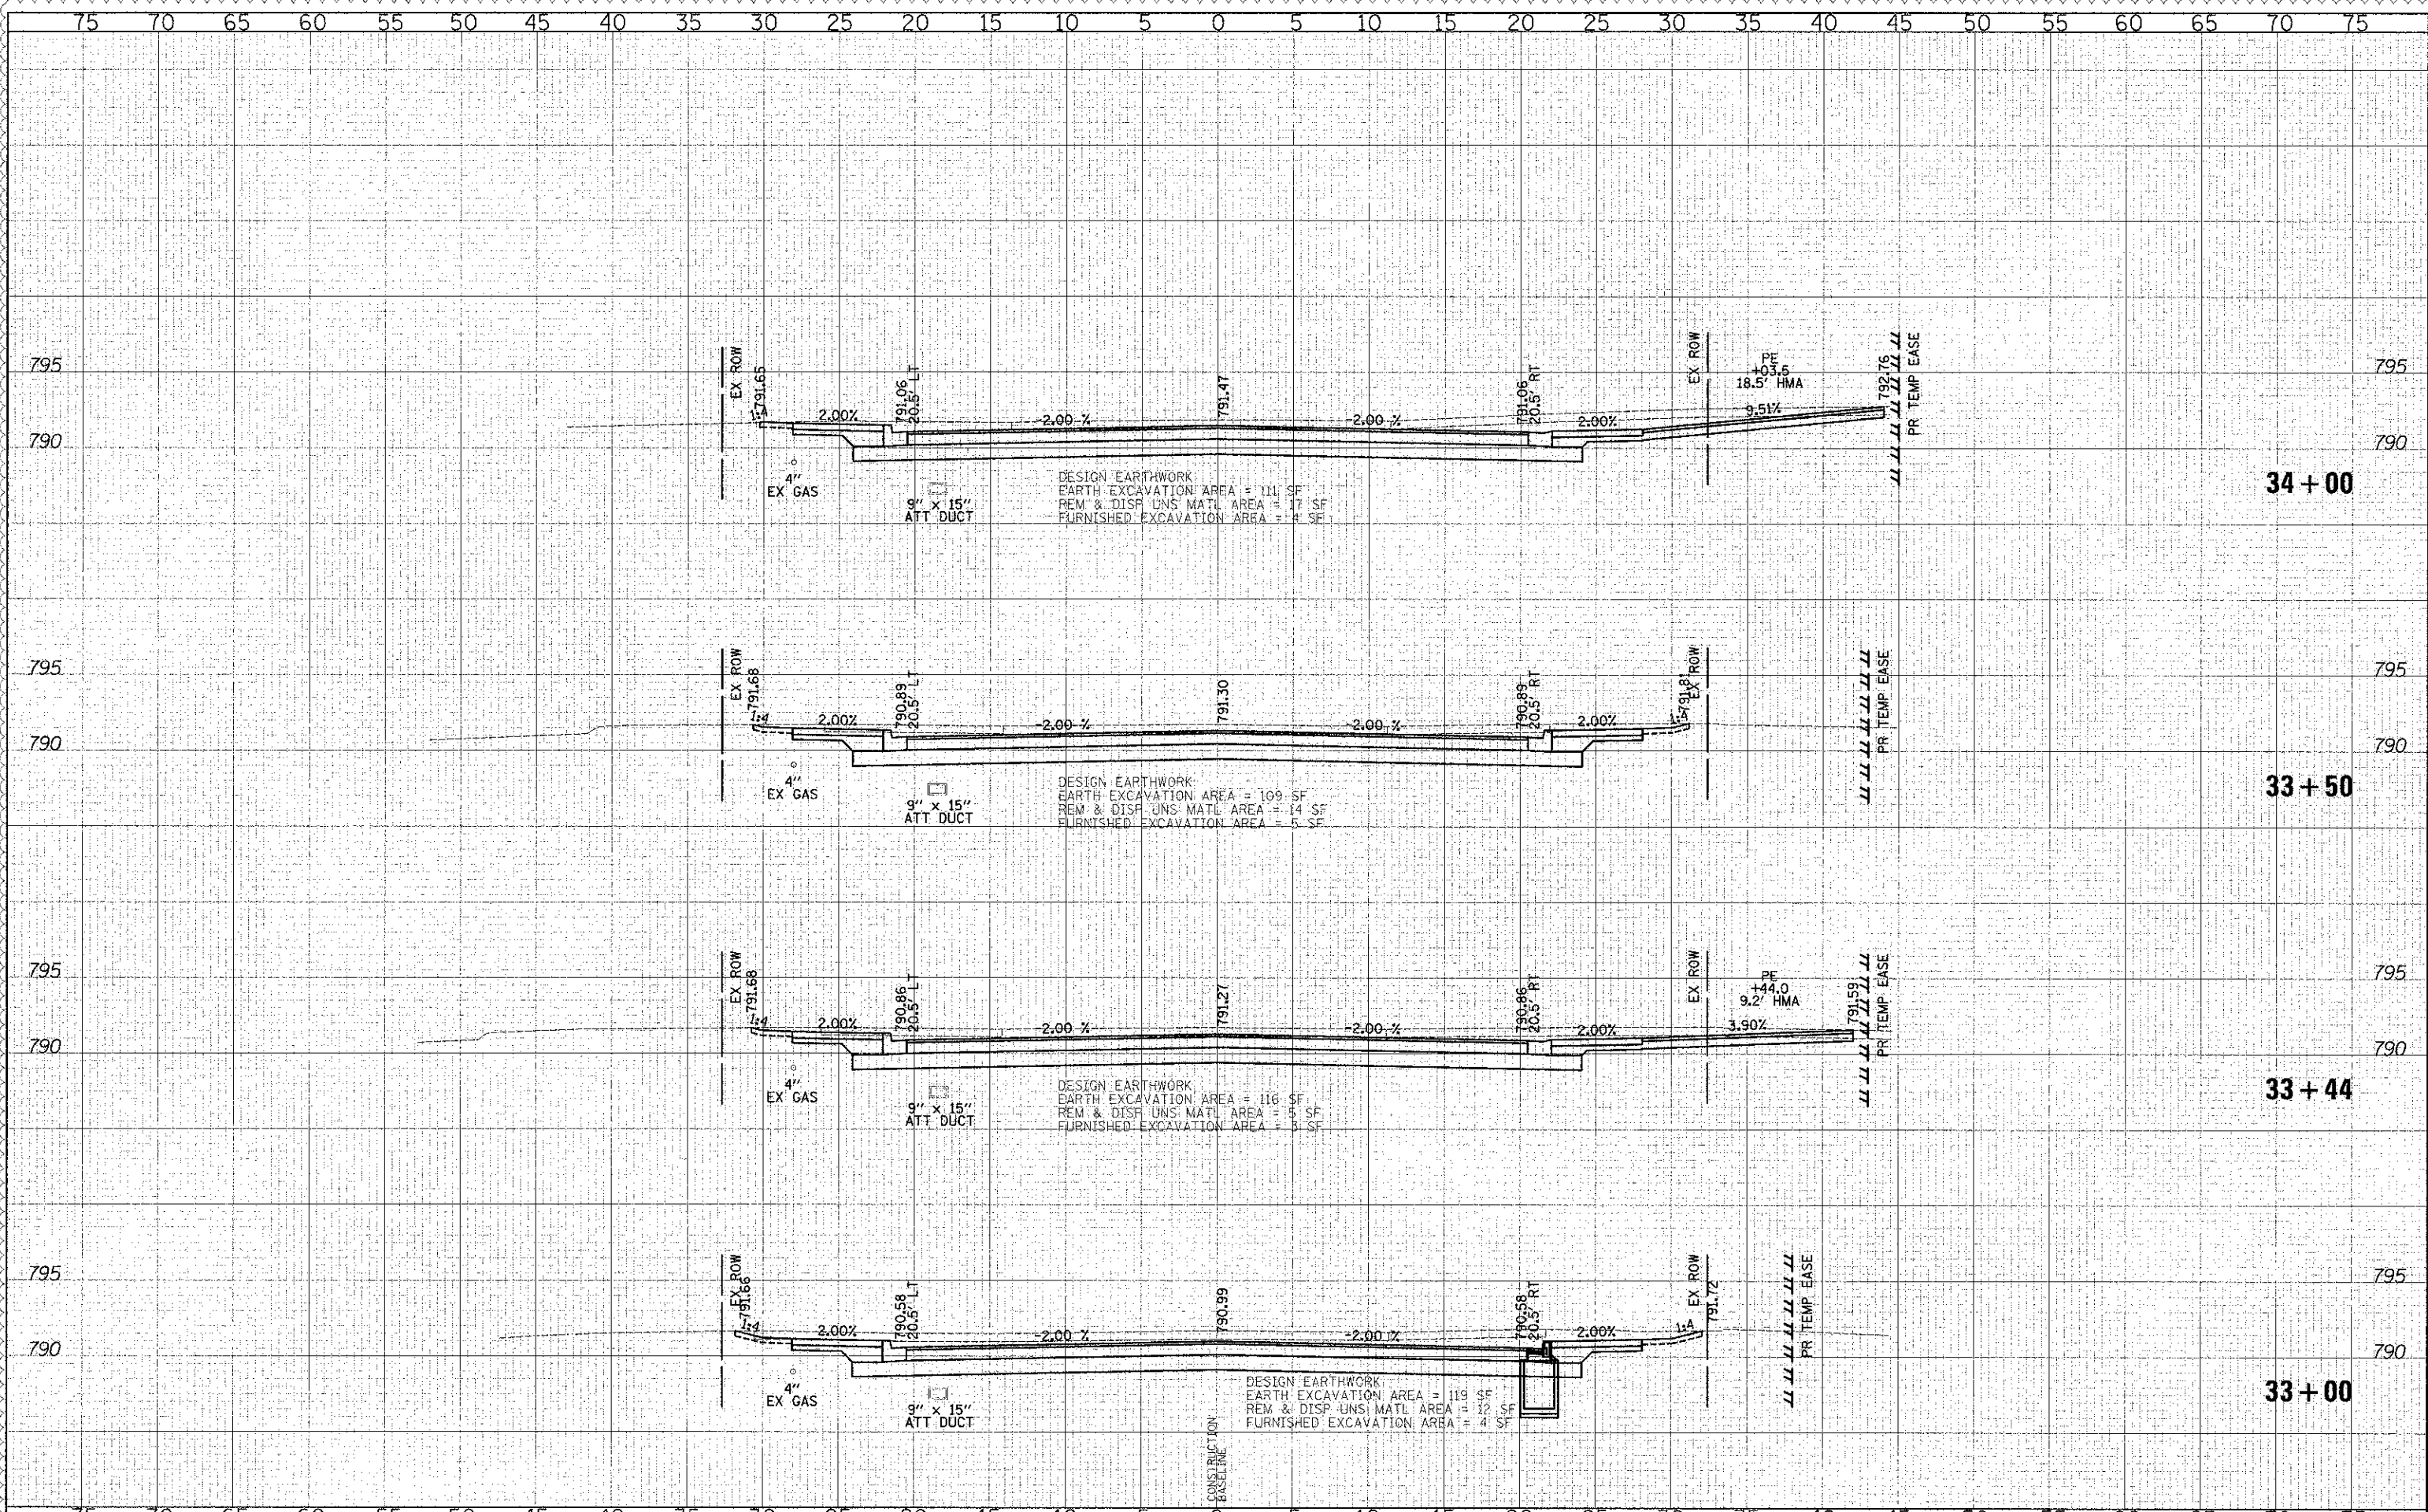 75 70 65 60 55 50 45 40 35 30 25 20 15 10 5 0 5 10 15 20 25 30 35 40 45 50 55 60 65 70 75
795 795
790 790
EX ROW
791.65
1:4
2.00%
791.06
20.5' LT
-2.00 %
791.47
-2.00 %
791.06
20.5' RT
2.00%
EX ROW
PE
+03.5
18.5' HMA
9.51%
792.76
PR TEMP EASE
4"
EX GAS
9" x 15"
ATT DUCT
DESIGN EARTHWORK
EARTH EXCAVATION AREA = 111 SF
REM & DISP UNS MATL AREA = 17 SF
FURNISHED EXCAVATION AREA = 4 SF
34+00
795 795
790 790
EX ROW
791.68
1:4
2.00%
790.89
20.5' LT
-2.00 %
791.30
-2.00 %
790.89
20.5' RT
2.00%
1:4
EX ROW
PR TEMP EASE
4"
EX GAS
9" x 15"
ATT DUCT
DESIGN EARTHWORK
EARTH EXCAVATION AREA = 109 SF
REM & DISP UNS MATL AREA = 14 SF
FURNISHED EXCAVATION AREA = 5 SF
33+50
795 795
790 790
EX ROW
791.68
1:4
2.00%
790.86
20.5' LT
-2.00 %
791.27
-2.00 %
790.86
20.5' RT
2.00%
EX ROW
PE
+44.0
9.2' HMA
3.90%
791.59
PR TEMP EASE
4"
EX GAS
9" x 15"
ATT DUCT
DESIGN EARTHWORK
EARTH EXCAVATION AREA = 116 SF
REM & DISP UNS MATL AREA = 5 SF
FURNISHED EXCAVATION AREA = 3 SF
33+44
795 795
790 790
EX ROW
791.66
1:4
2.00%
790.58
20.5' LT
-2.00 %
790.99
-2.00 %
790.58
20.5' RT
2.00%
1:4
EX ROW
791.72
PR TEMP EASE
4"
EX GAS
9" x 15"
ATT DUCT
DESIGN EARTHWORK
EARTH EXCAVATION AREA = 119 SF
REM & DISP UNS MATL AREA = 12 SF
FURNISHED EXCAVATION AREA = 4 SF
33+00
CONSTRUCTION
BASELINE